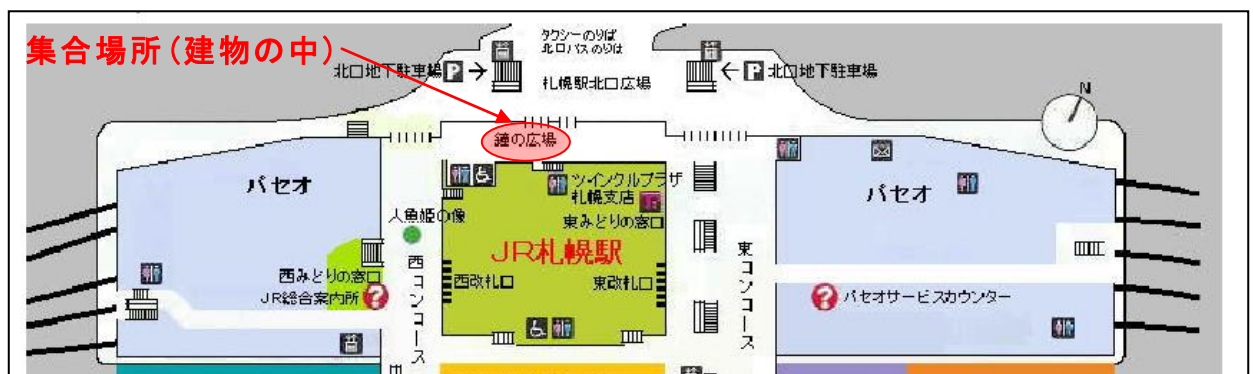 集合場所(建物の中)
タクシーのりば
北口バスのりば
北口地下駐車場 P
札幌駅北口広場
P 北口地下駐車場
N
鐘の広場
パセオ
ツインクルプラザ
札幌支店
東みどりの窓口
人魚姫の像
JR札幌駅
西改札口
東改札口
西コンコース
東コンコース
西みどりの窓口
JR総合案内所
?
パセオ
? パセオサービスカウンター